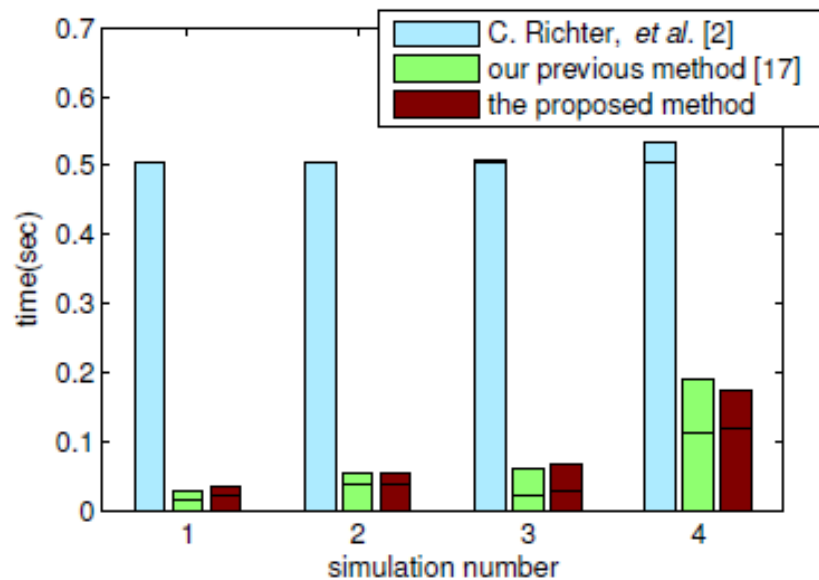 C. Richter, et al. [2]
our previous method [17]
the proposed method
0.7
0.6
0.5
0.4
0.3
0.2
0.1
0
time(sec)
1 2 3 4
simulation number